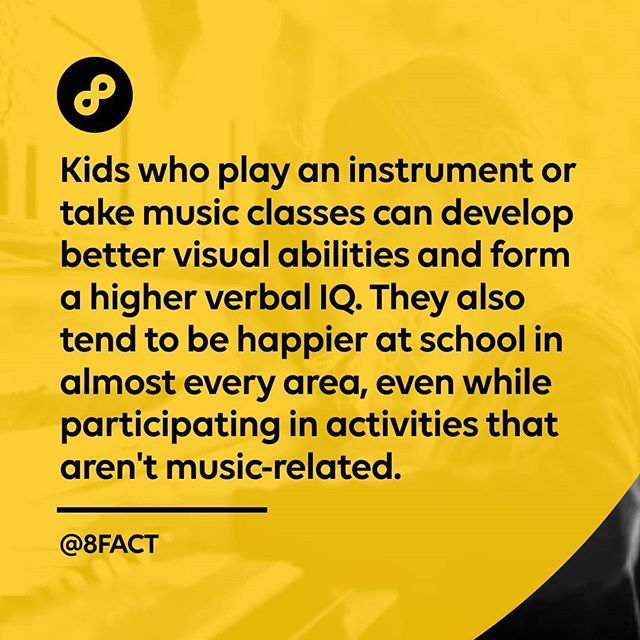 Kids who play an instrument or
take music classes can develop
better visual abilities and form
a higher verbal IQ. They also
tend to be happier at school in
almost every area, even while
participating in activities that
aren't music-related.
@8FACT